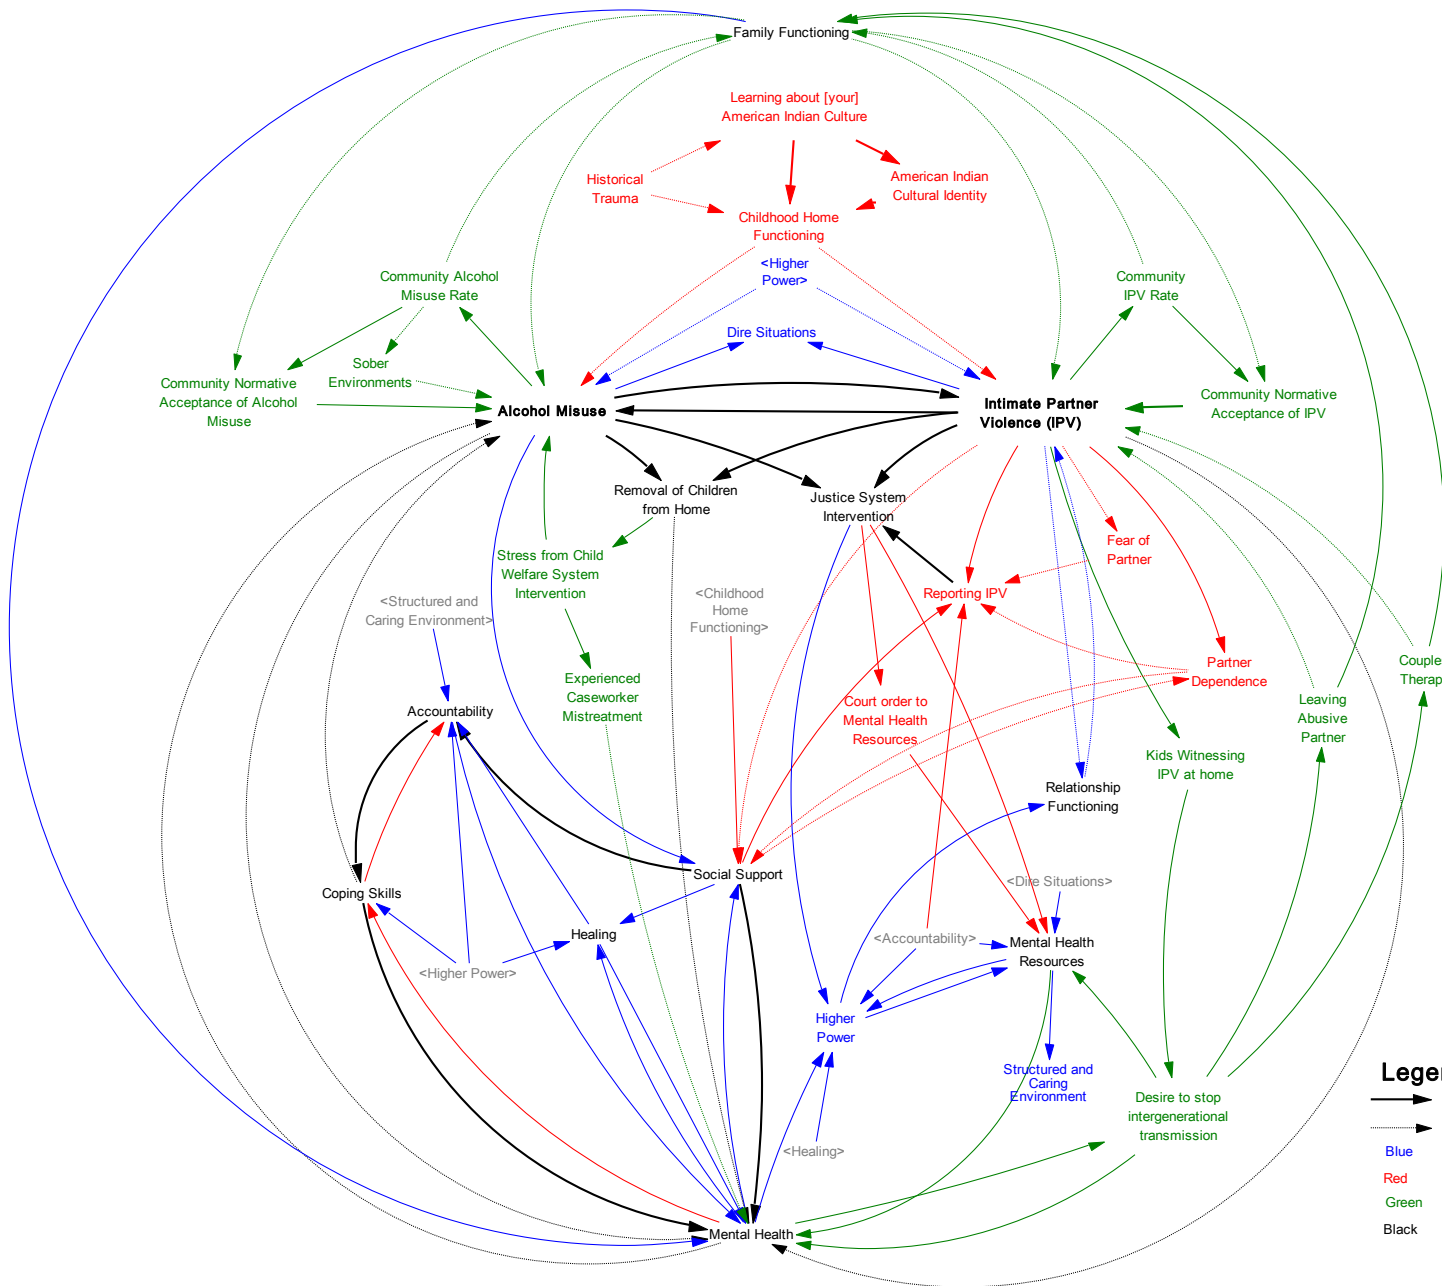 Family Functioning
Learning about [your]
American Indian Culture
Historical
Trauma
American Indian
Cultural Identity
Childhood Home
Functioning
<Higher
Power>
Community Alcohol
Misuse Rate
Community
IPV Rate
Dire Situations
Sober
Environments
Community Normative
Acceptance of Alcohol
Misuse
Alcohol Misuse
Intimate Partner
Violence (IPV)
Community Normative
Acceptance of IPV
Removal of Children
from Home
Justice System
Intervention
Stress from Child
Welfare System
Intervention
Fear of
Partner
Reporting IPV
<Structured and
Caring Environment>
<Childhood
Home
Functioning>
Experienced
Caseworker
Mistreatment
Partner
Dependence
Couple
Therap
Accountability
Court order to
Mental Health
Resources
Leaving
Abusive
Partner
Kids Witnessing
IPV at home
Relationship
Functioning
Social Support
Coping Skills
<Dire Situations>
Healing
<Accountability>
Mental Health
Resources
<Higher Power>
Higher
Power
Structured and
Caring
Environment
Desire to stop
intergenerational
transmission
<Healing>
Mental Health
Lege
Blue
Red
Green
Black